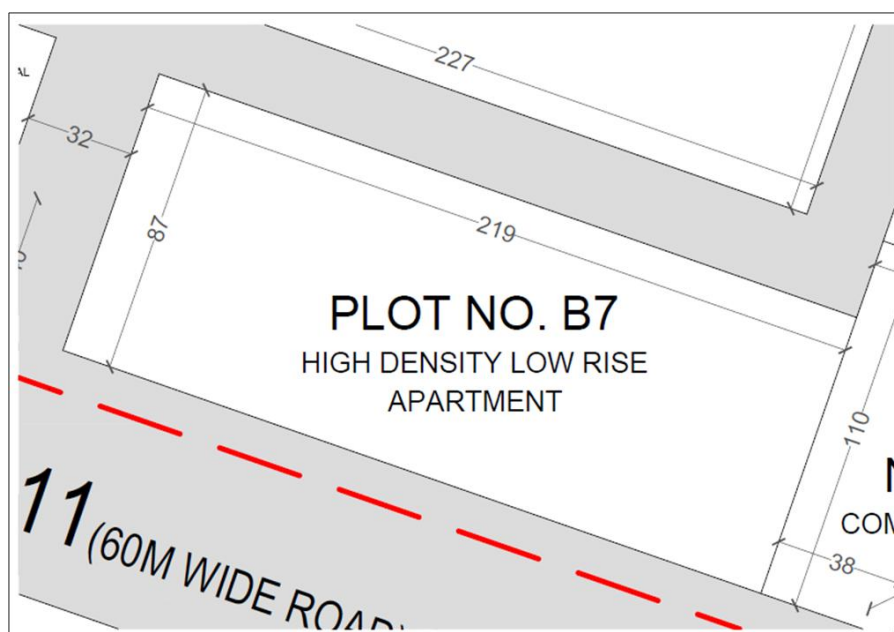 227
32
87
219
PLOT NO. B7
HIGH DENSITY LOW RISE
APARTMENT
110
COM
11 (60M WIDE ROAD)
38